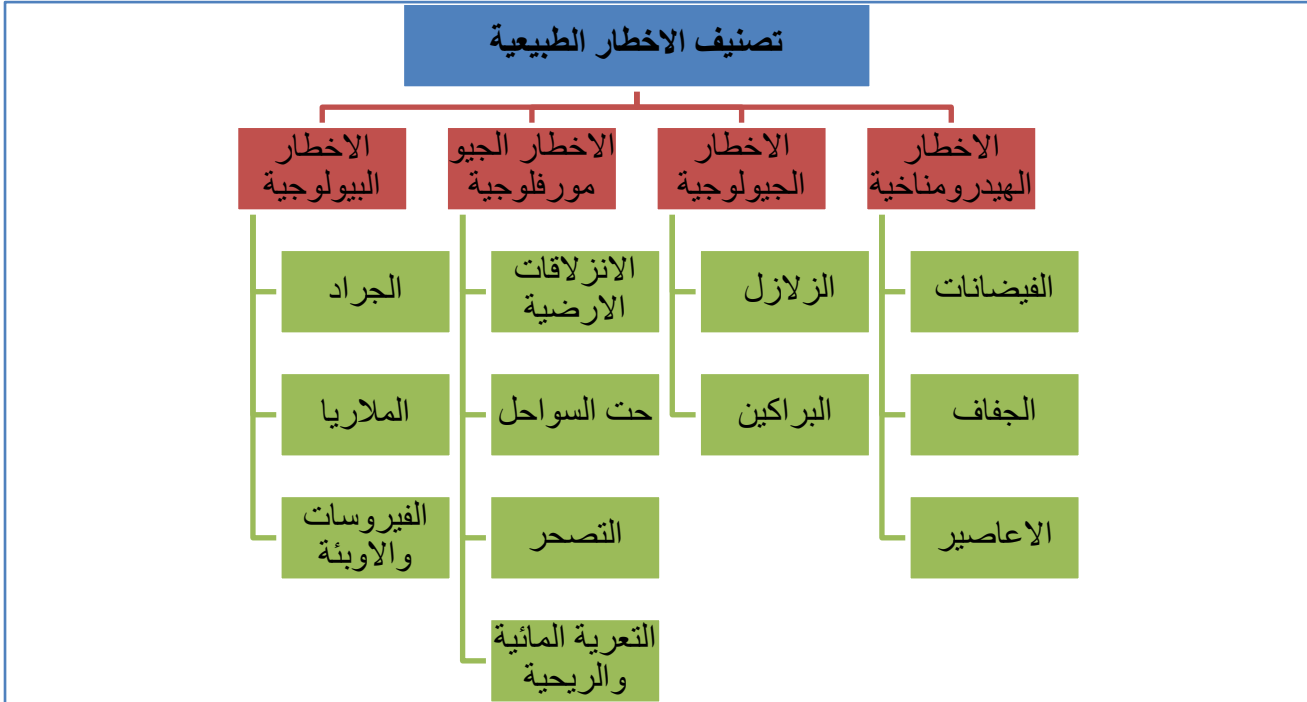 تصنيف الاخطار الطبيعية
الاخطار
الهيدرومناخية
الفيضانات
الجفاف
الاعاصير
الاخطار
الجيولوجية
الزلازل
البراكين
الاخطار الجيو
مورفلوجية
الانزلاقات
الارضية
حت السواحل
التصحر
التعرية المائية
والريحية
الاخطار
البيولوجية
الجراد
الملاريا
الفيروسات
والاوبئة